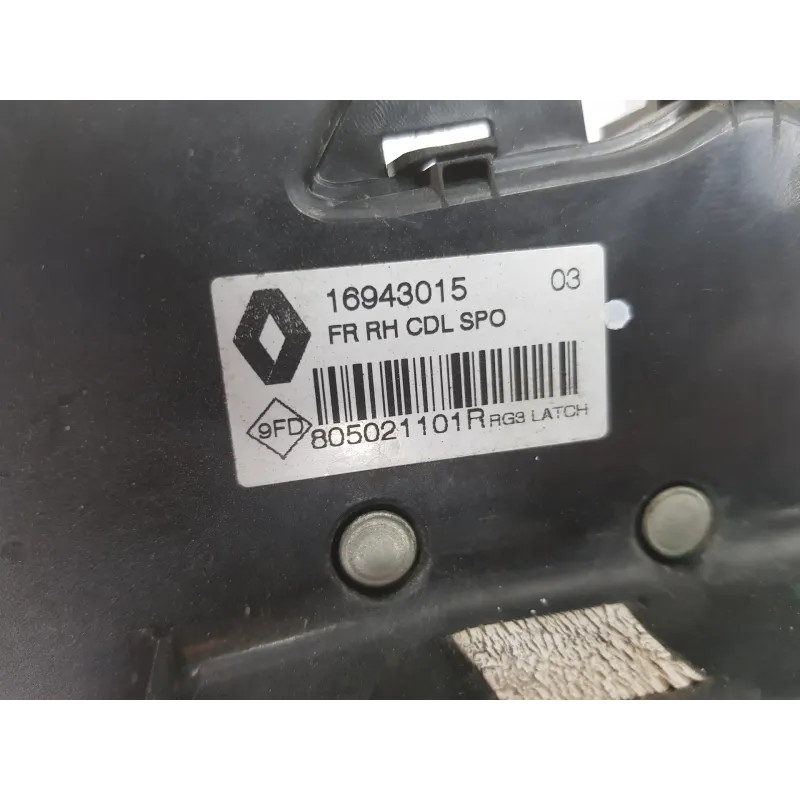 16943015 03
FR RH CDL SPO
9FD 805021101R RG3 LATCH